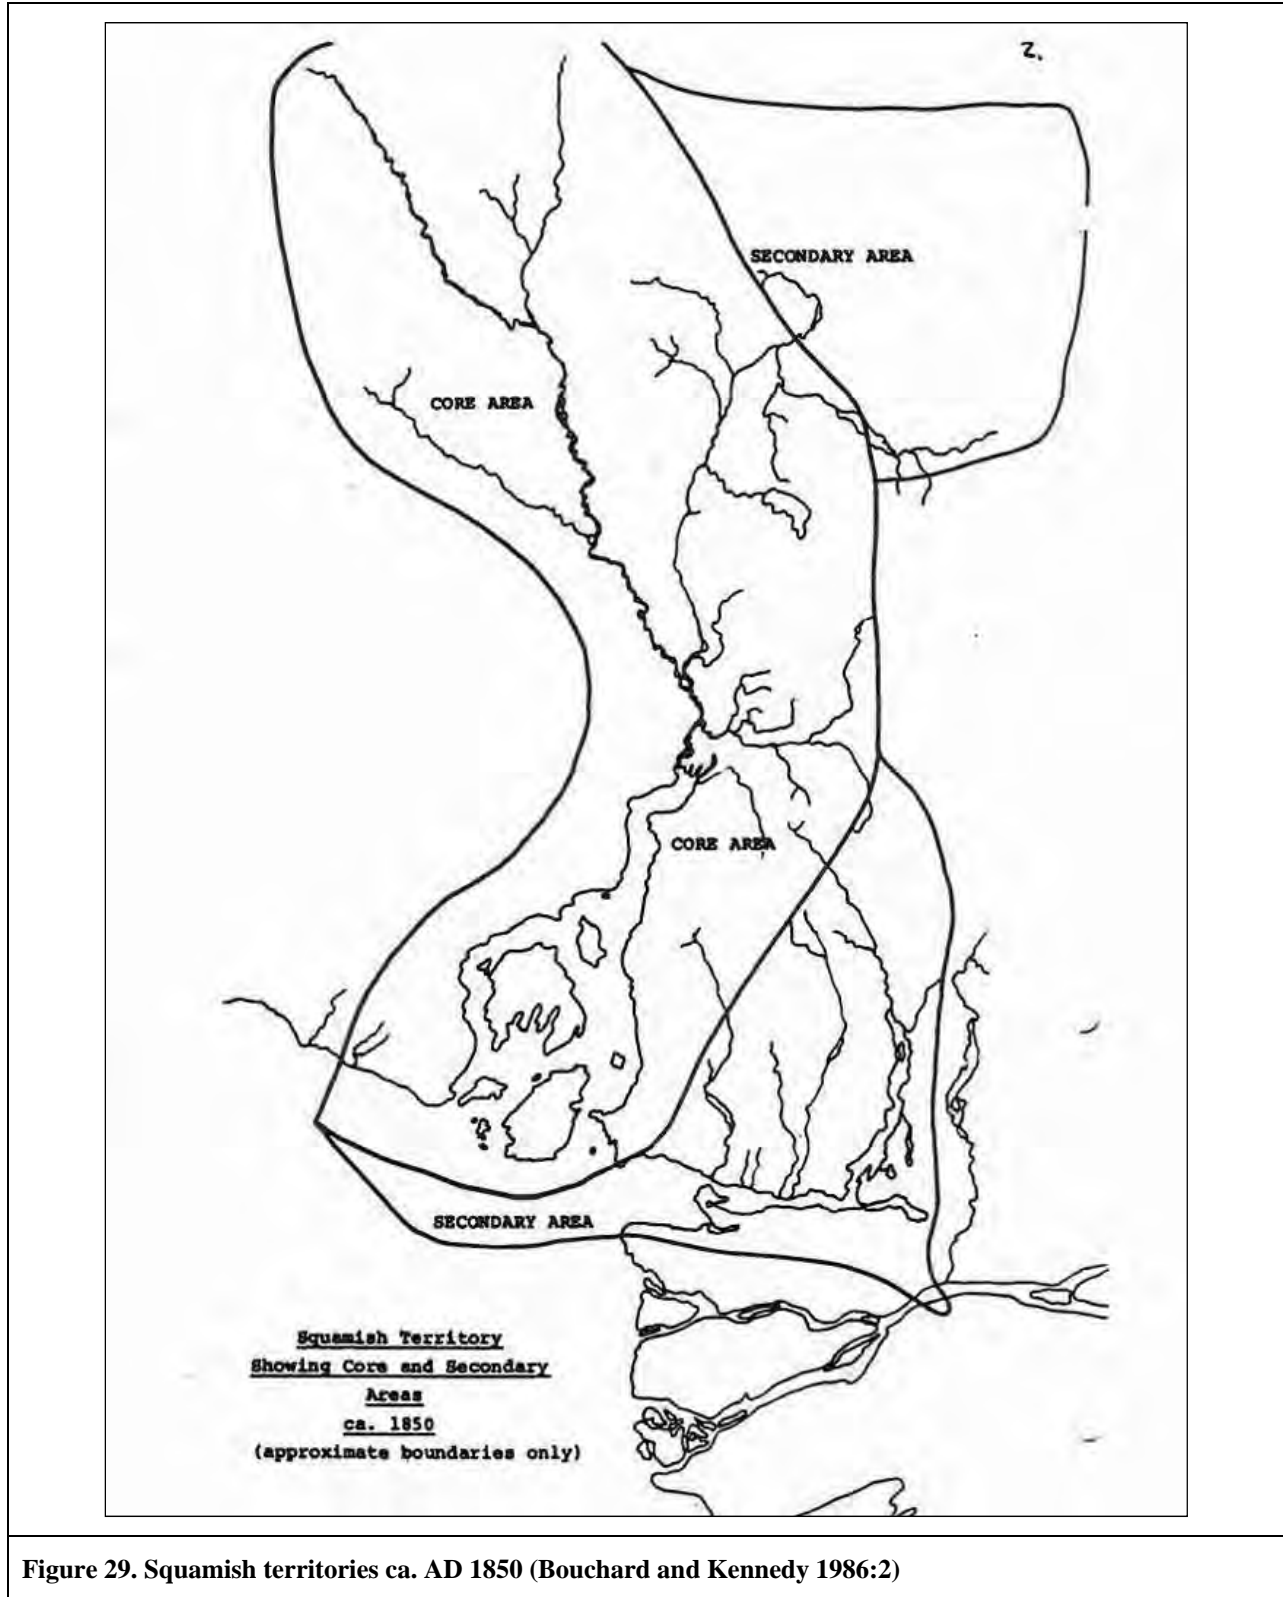 2.
SECONDARY AREA
CORE AREA
CORE AREA
SECONDARY AREA
Squamish Territory
Showing Core and Secondary
Areas
ca. 1850
(approximate boundaries only)
Figure 29. Squamish territories ca. AD 1850 (Bouchard and Kennedy 1986:2)